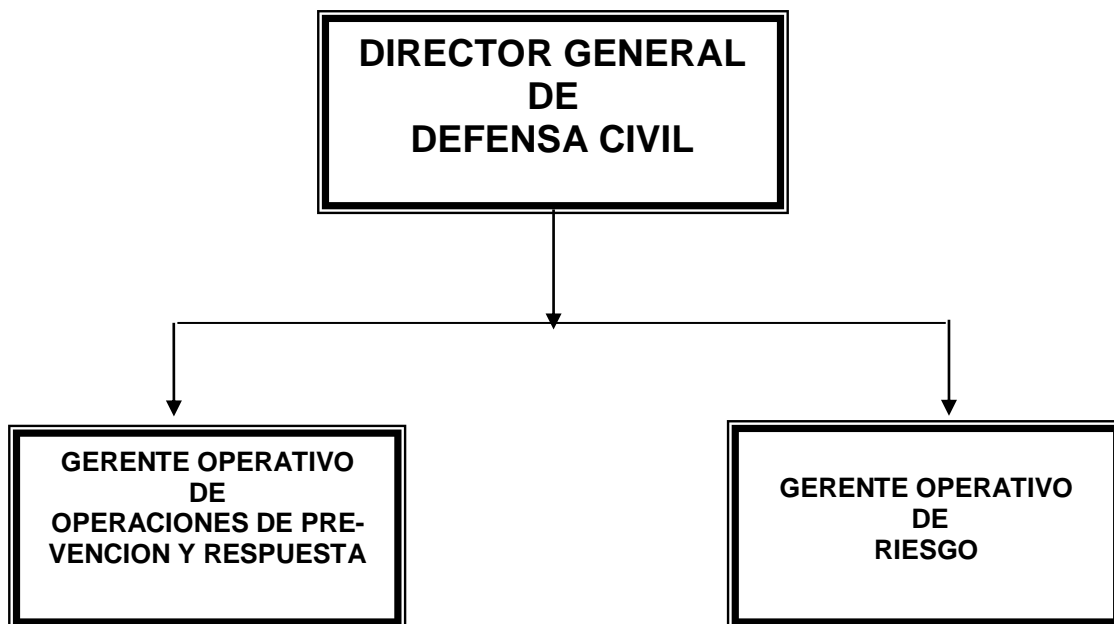 DIRECTOR GENERAL
DE
DEFENSA CIVIL
GERENTE OPERATIVO
DE
OPERACIONES DE PRE-
VENCION Y RESPUESTA
GERENTE OPERATIVO
DE
RIESGO